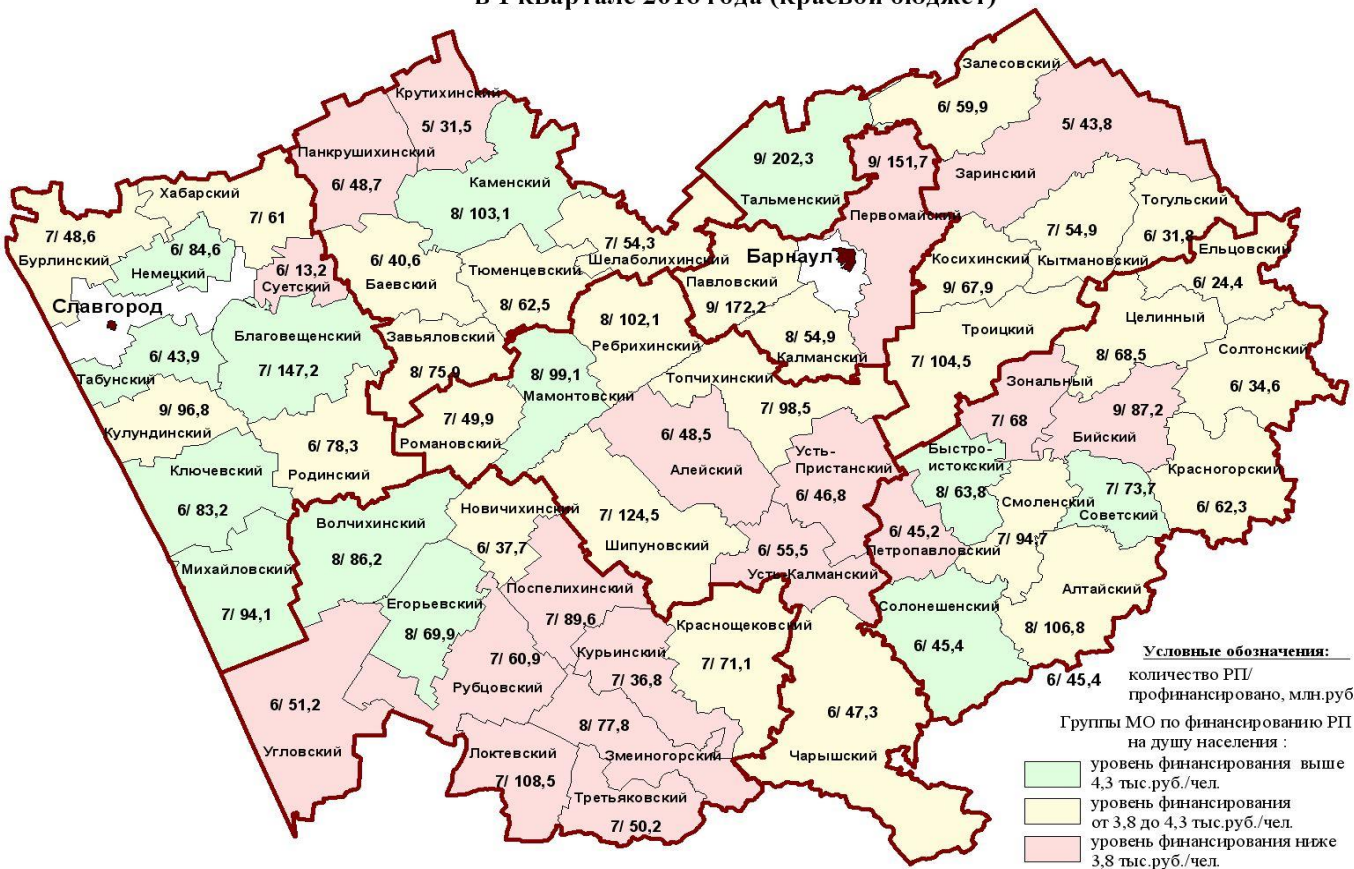 в 1 квартале 2018 года (краевой бюджет)
Залесовский
6/ 59,9
Крутихинский
5/ 31,5
5/ 43,8
9/ 202,3
9/ 151,7
Панкрушихинский
6/ 48,7
Заринский
Каменский
8/ 103,1
Тальменский
Хабарский
7/ 61
Первомайский
Тогульский
6/ 31,8
7/ 54,9
Кытмановский
7/ 48,6
Бурлинский
6/ 84,6
Немецкий
7/ 54,3
Шелаболихинский
Барнаул
Косихинский
9/ 67,9
Ельцовский
6/ 24,4
6/ 13,2
Суетский
6/ 40,6
Баевский
Тюменцевский
8/ 62,5
Павловский
9/ 172,2
Славгород
Целинный
8/ 68,5
Благовещенский
7/ 147,2
Завьяловский
8/ 75,9
8/ 102,1
Ребрихинский
8/ 54,9
Калманский
Троицкий
7/ 104,5
Солтонский
6/ 34,6
6/ 43,9
Табунский
8/ 99,1
Мамонтовский
Топчихинский
7/ 98,5
Зональный
7/ 68
9/ 87,2
Бийский
9/ 96,8
Кулундинский
7/ 49,9
Романовский
6/ 78,3
Родинский
6/ 48,5
Алейский
Усть-
Пристанский
6/ 46,8
Быстро-
истокский
8/ 63,8
Красногорский
6/ 62,3
Ключевский
6/ 83,2
Смоленский
7/ 94,7
7/ 73,7
Советский
Волчихинский
8/ 86,2
Новичихинский
6/ 37,7
7/ 124,5
Шипуновский
6/ 55,5
Усть-Калманский
6/ 45,2
Петропавловский
Михайловский
7/ 94,1
Поспелихинский
7/ 89,6
Алтайский
8/ 106,8
Егорьевский
8/ 69,9
Солонешенский
6/ 45,4
Краснощековский
7/ 71,1
Курьинский
7/ 36,8
7/ 60,9
Рубцовский
6/ 51,2
Угловский
8/ 77,8
Змеиногорский
6/ 47,3
Чарышский
Локтевский
7/ 108,5
Третьяковский
7/ 50,2
Условные обозначения:
6/ 45,4 количество РП/
профинансировано, млн.руб
Группы МО по финансированию РП
на душу населения :
уровень финансирования выше
4,3 тыс.руб./чел.
уровень финансирования
от 3,8 до 4,3 тыс.руб./чел.
уровень финансирования ниже
3,8 тыс.руб./чел.